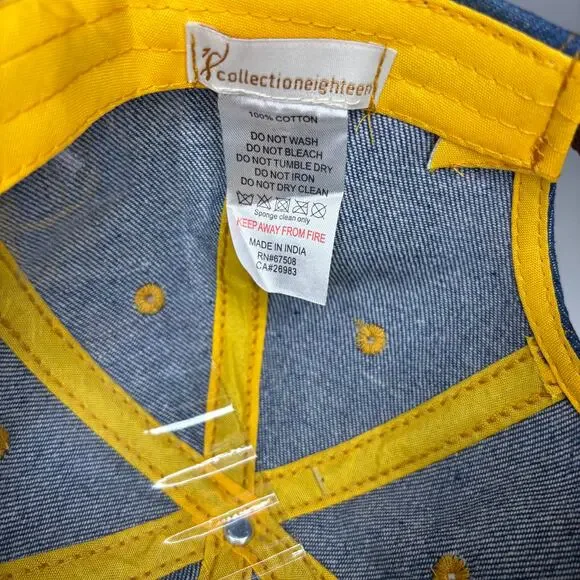 collectioneighteen
100% COTTON
DO NOT WASH
DO NOT BLEACH
DO NOT TUMBLE DRY
DO NOT IRON
DO NOT DRY CLEAN
Sponge clean only
KEEP AWAY FROM FIRE
MADE IN INDIA
RN#67508
CA#26983